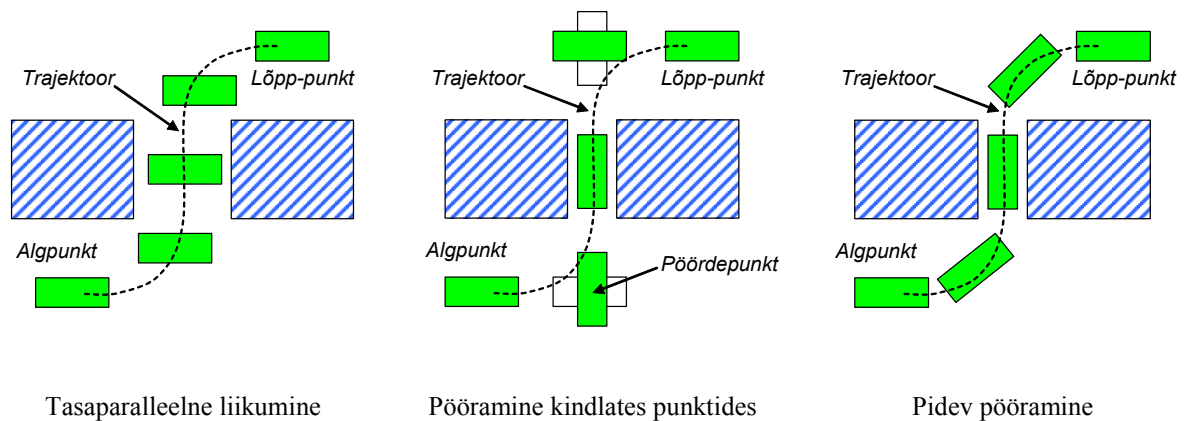 Trajektoor
Lõpp-punkt
Algpunkt
Tasaparalleelne liikumine
Trajektoor
Lõpp-punkt
Algpunkt
Pöördepunkt
Pööramine kindlates punktides
Trajektoor
Lõpp-punkt
Algpunkt
Pidev pööramine